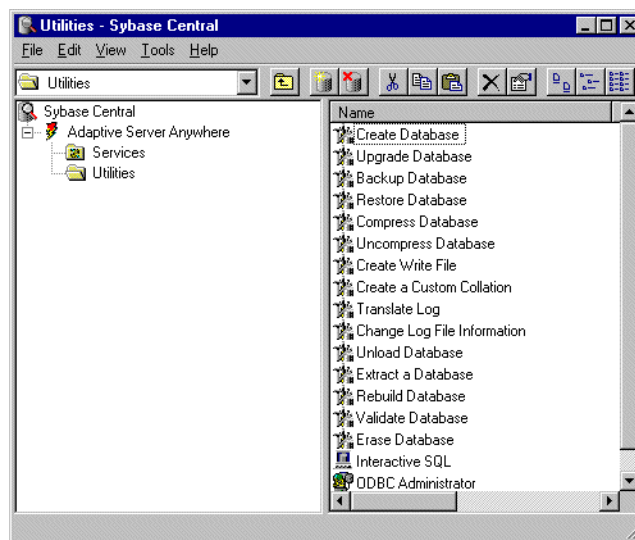 Utilities - Sybase Central
File Edit View Tools Help
Utilities
Sybase Central
Adaptive Server Anywhere
Services
Utilities
Name
Create Database
Upgrade Database
Backup Database
Restore Database
Compress Database
Uncompress Database
Create Write File
Create a Custom Collation
Translate Log
Change Log File Information
Unload Database
Extract a Database
Rebuild Database
Validate Database
Erase Database
Interactive SQL
ODBC Administrator